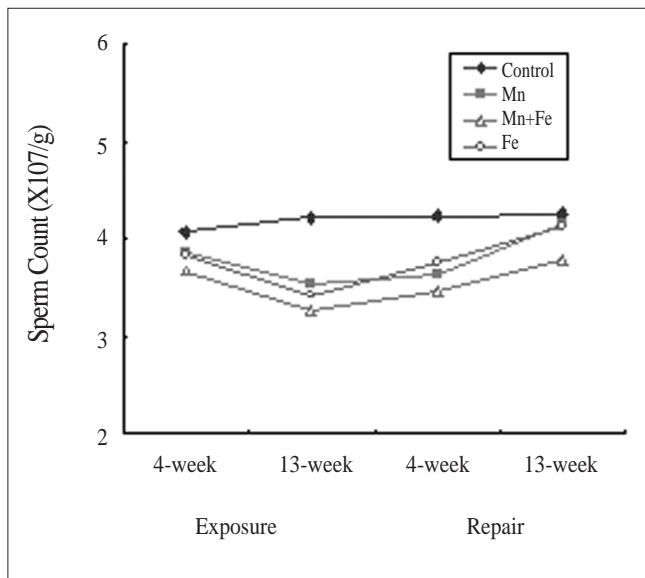 6
5
4
3
2
Sperm Count (X107/g)
Control
Mn
Mn+Fe
Fe
4-week 13-week 4-week 13-week
Exposure Repair